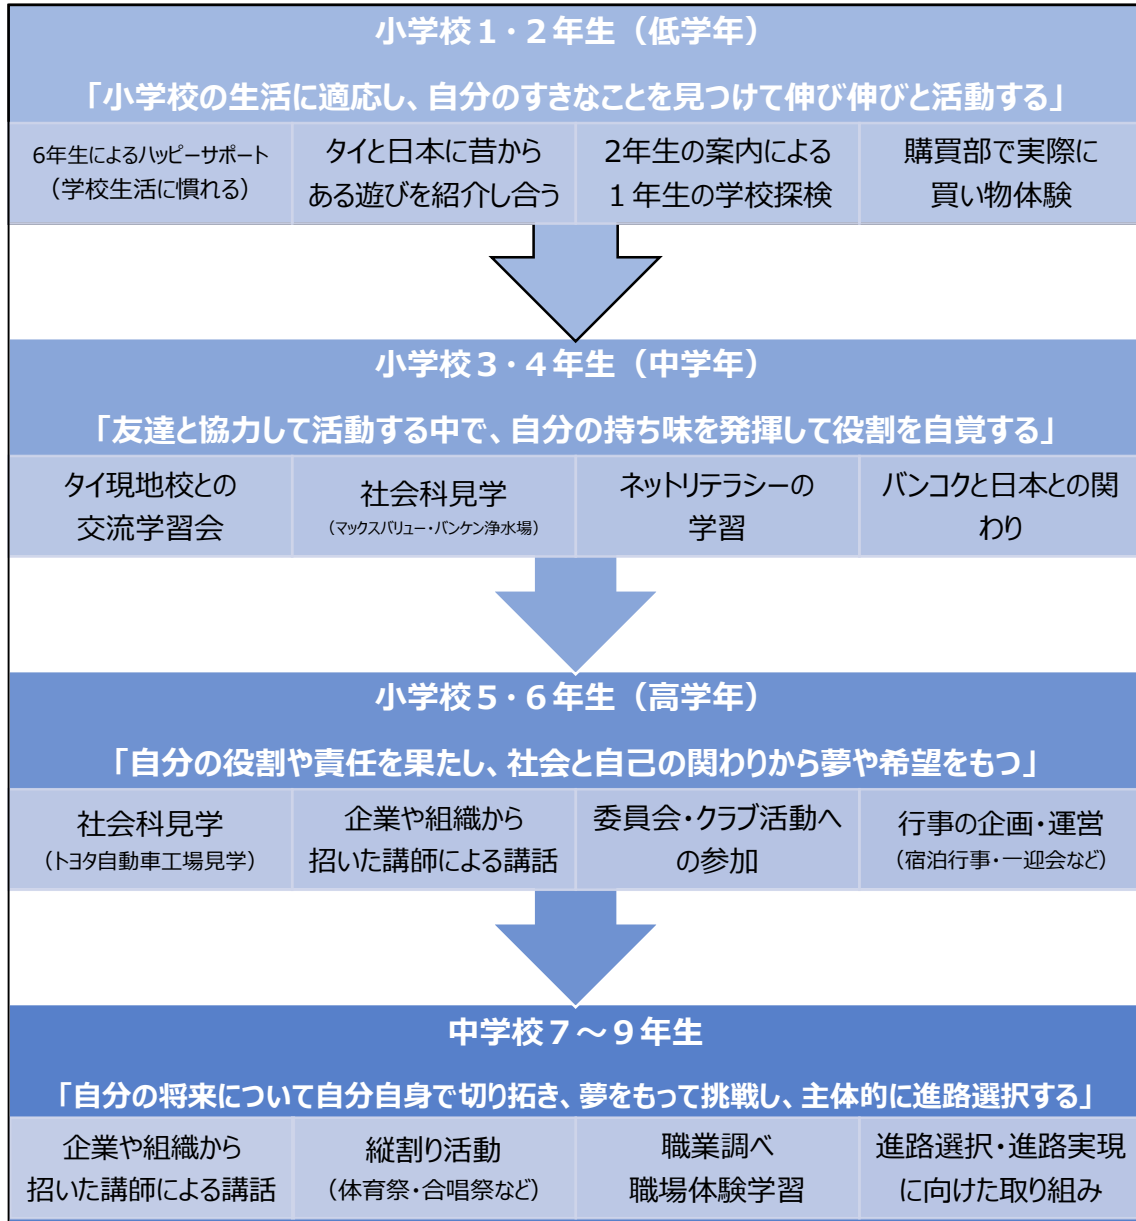 小学校１・２年生（低学年）
「小学校の生活に適応し、自分のすきなことを見つけて伸び伸びと活動する」
6年生によるハッピーサポート
（学校生活に慣れる）
タイと日本に昔から
ある遊びを紹介し合う
2年生の案内による
１年生の学校探検
購買部で実際に
買い物体験
小学校３・４年生（中学年）
「友達と協力して活動する中で、自分の持ち味を発揮して役割を自覚する」
タイ現地校との
交流学習会
社会科見学
（マックスバリュー・バンケン浄水場）
ネットリテラシーの
学習
バンコクと日本との関
わり
小学校５・６年生（高学年）
「自分の役割や責任を果たし、社会と自己の関わりから夢や希望をもつ」
社会科見学
（トヨタ自動車工場見学）
企業や組織から
招いた講師による講話
委員会・クラブ活動へ
の参加
行事の企画・運営
（宿泊行事・一迎会など）
中学校７～９年生
「自分の将来について自分自身で切り拓き、夢をもって挑戦し、主体的に進路選択する」
企業や組織から
招いた講師による講話
縦割り活動
（体育祭・合唱祭など）
職業調べ
職場体験学習
進路選択・進路実現
に向けた取り組み